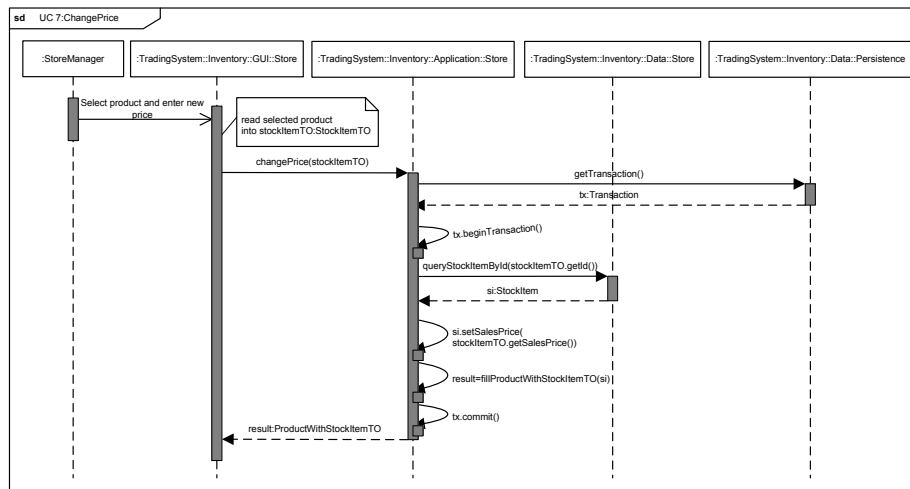 sd UC 7:ChangePrice
:StoreManager
:TradingSystem::Inventory::GUI::Store
:TradingSystem::Inventory::Application::Store
:TradingSystem::Inventory::Data::Store
:TradingSystem::Inventory::Data::Persistence
Select product and enter new
price
read selected product
into stockItemTO:StockItemTO
changePrice(stockItemTO)
getTransaction()
tx:Transaction
tx.beginTransaction()
queryStockItemById(stockItemTO.getId())
si:StockItem
si.setSalesPrice(
stockItemTO.getSalesPrice())
result=fillProductWithStockItemTO(si)
tx.commit()
result:ProductWithStockItemTO